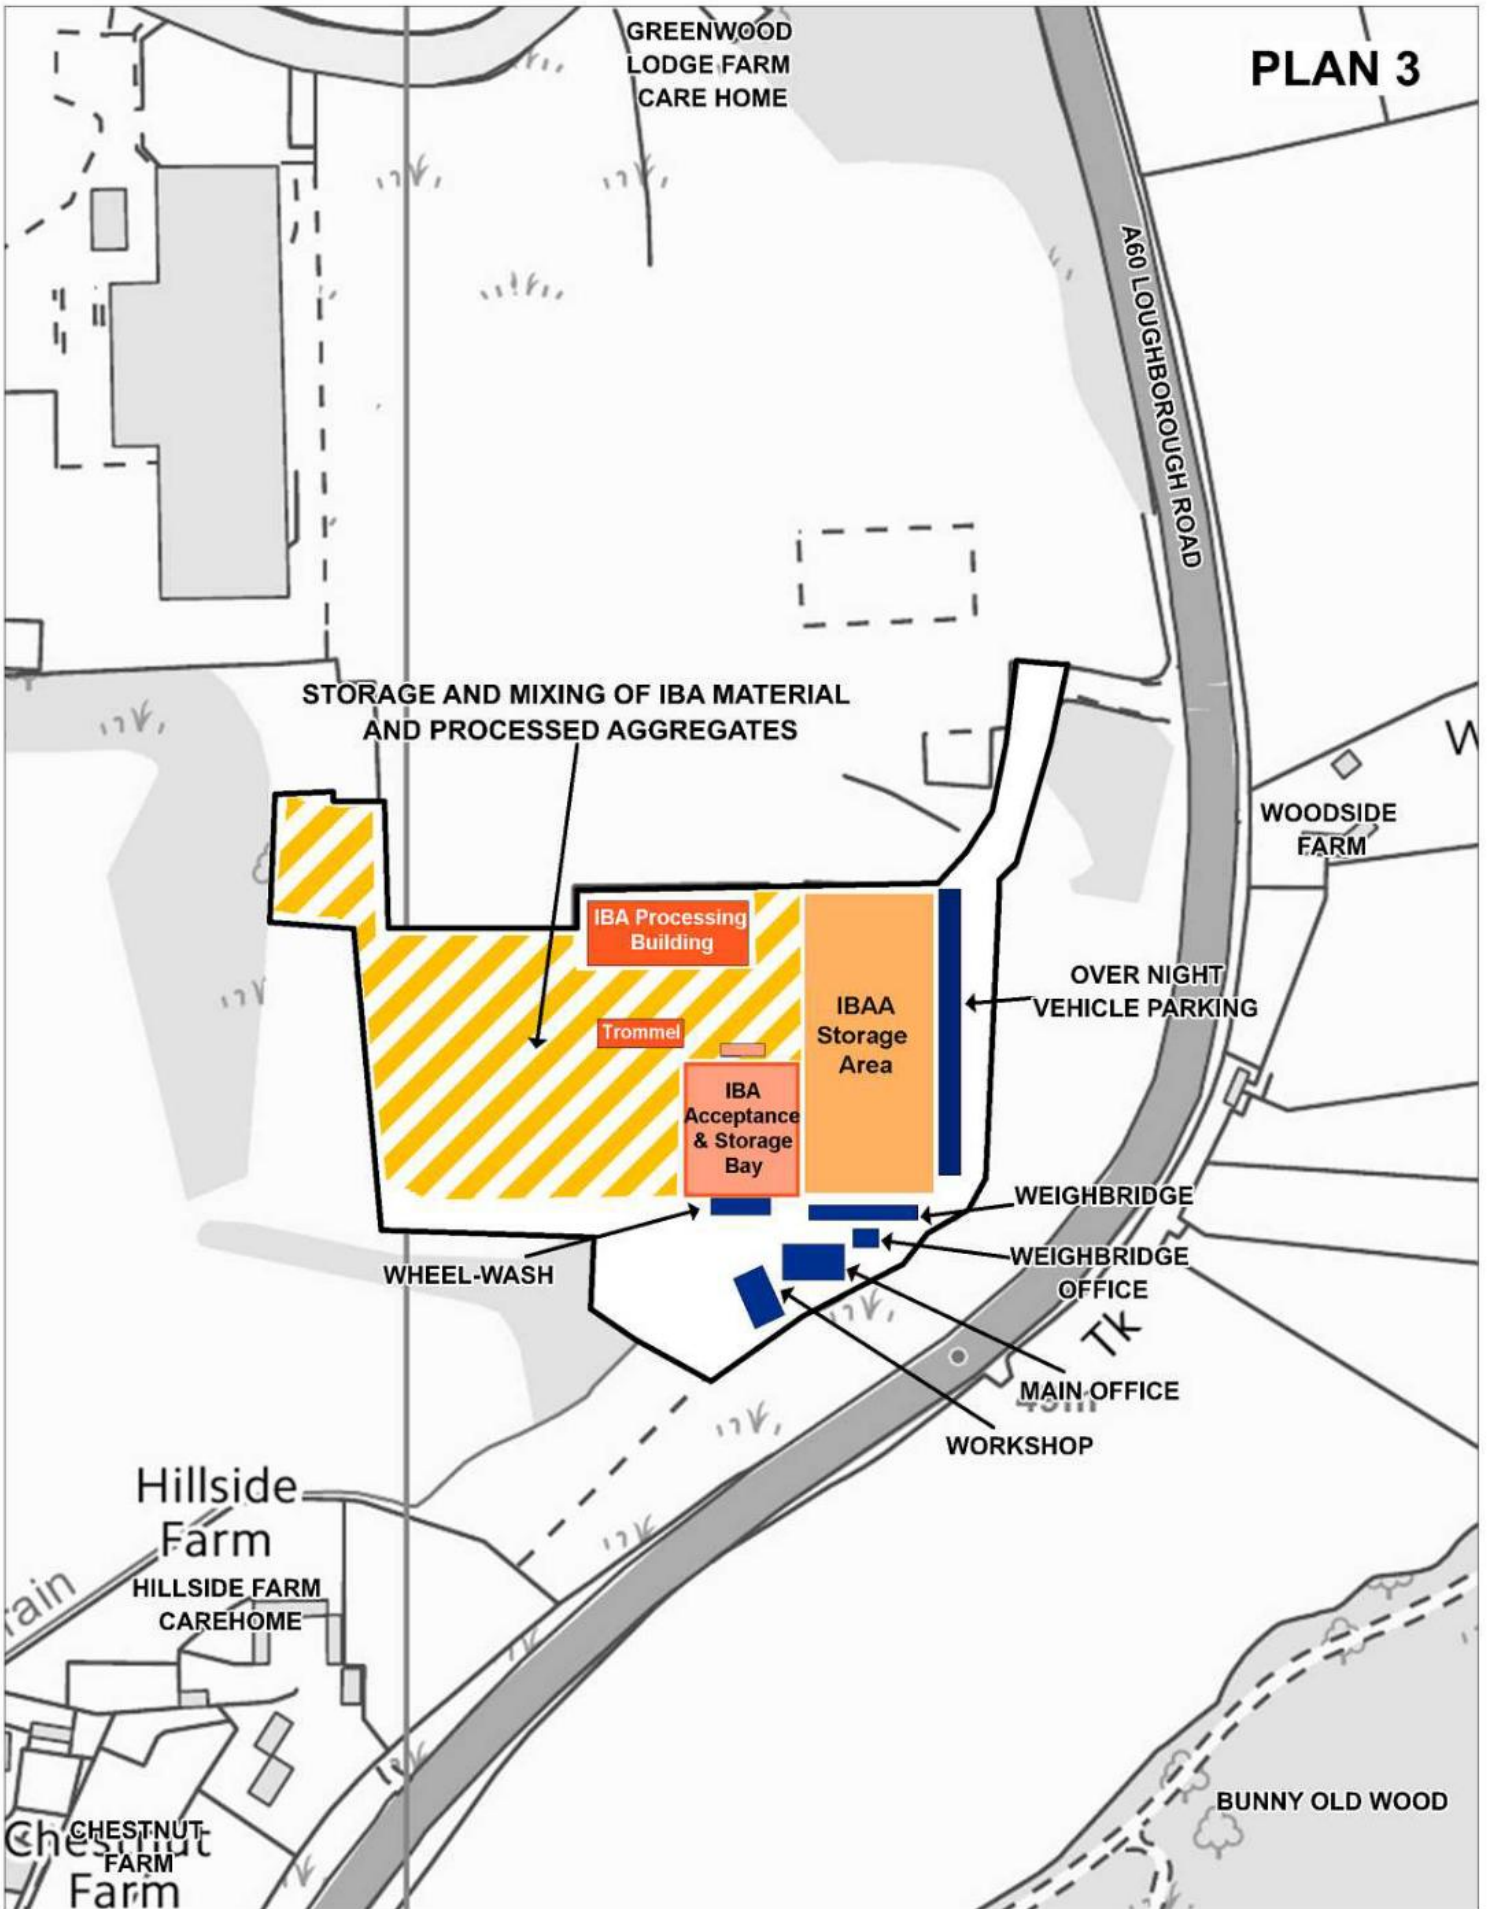 GREENWOOD
LODGE FARM
CARE HOME
PLAN 3
A60 LOUGHBOROUGH ROAD
STORAGE AND MIXING OF IBA MATERIAL
AND PROCESSED AGGREGATES
W
WOODSIDE
FARM
IBA Processing
Building
IBAA
Storage
Area
OVER NIGHT
VEHICLE PARKING
Trommel
IBA
Acceptance
& Storage
Bay
WEIGHBRIDGE
WHEEL-WASH
WEIGHBRIDGE
OFFICE
Tk
MAIN OFFICE
WORKSHOP
Hillside
Farm
HILLSIDE FARM
CAREHOME
rain
BUNNY OLD WOOD
Chestnut
Farm
CHESTNUT
FARM